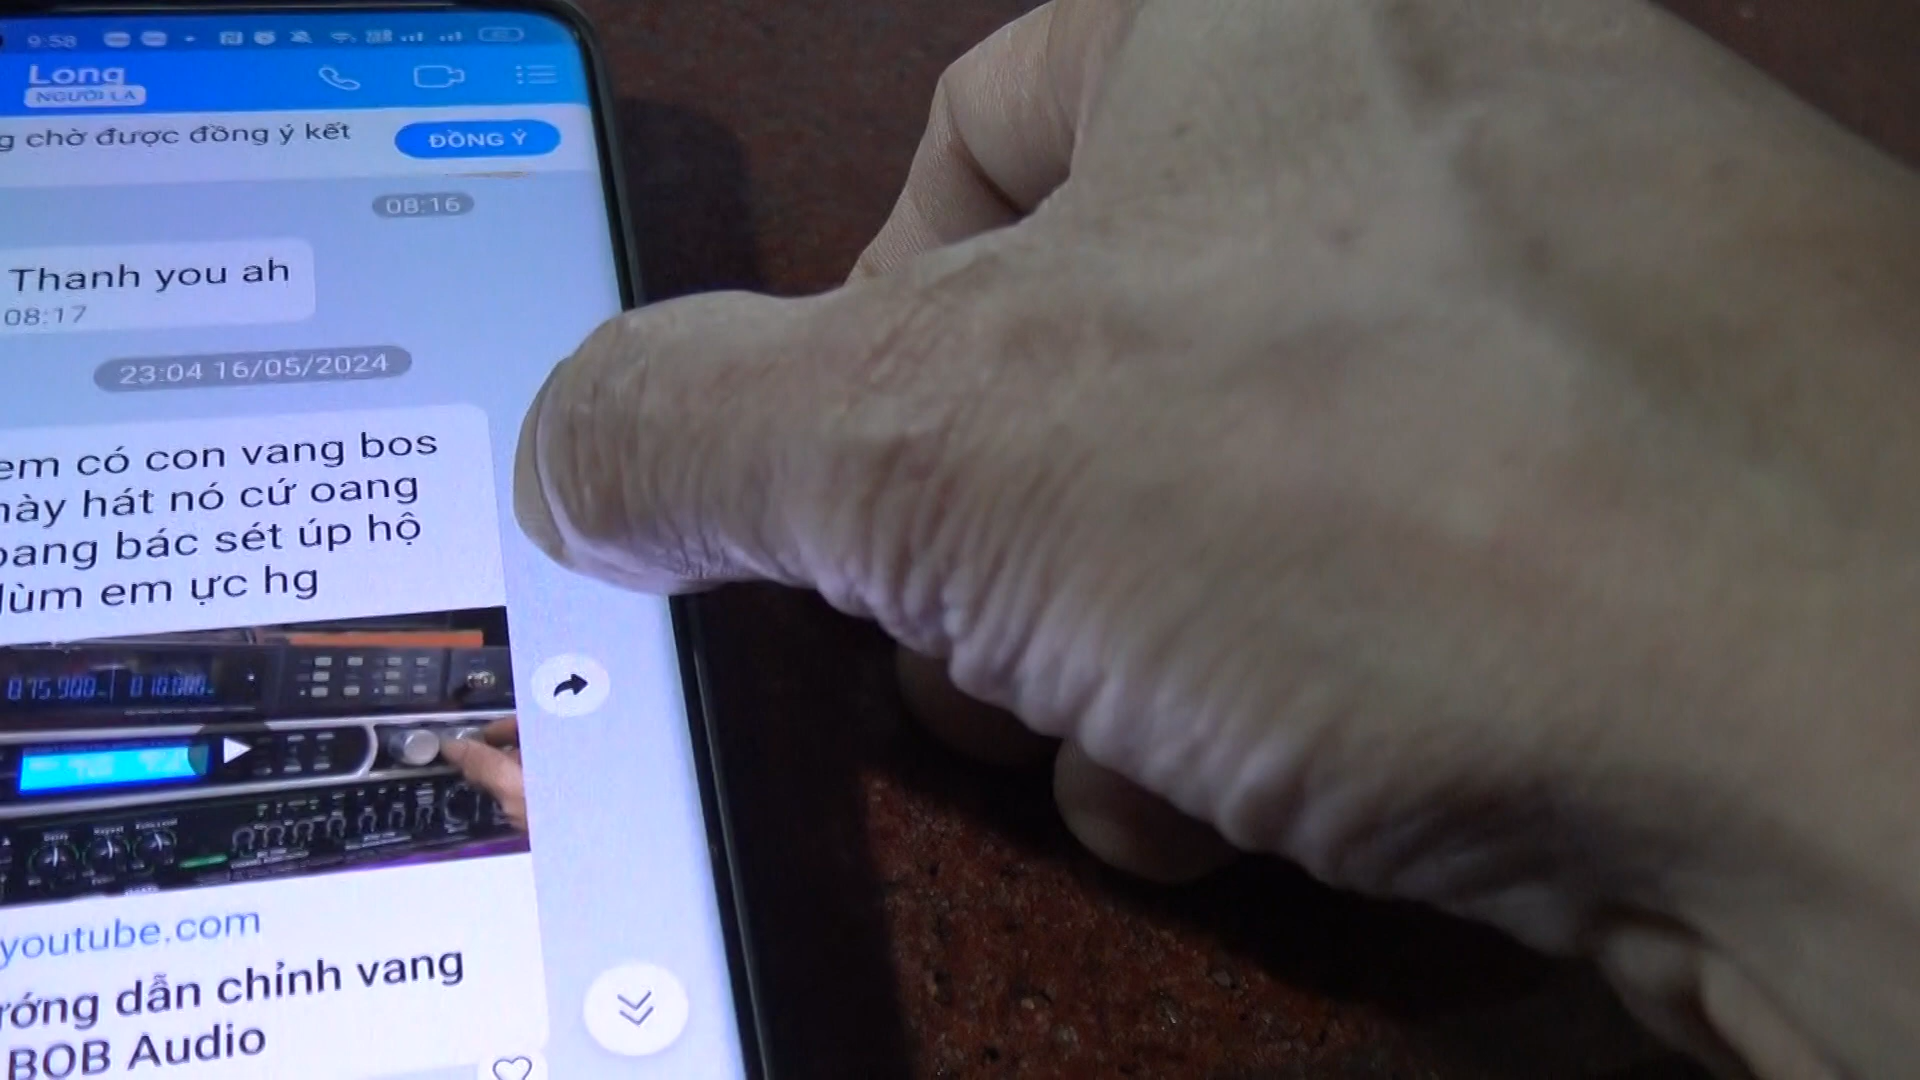 9:58
Long
NGƯỜI LẠ
g chờ được đồng ý kết
ĐỒNG Ý
08:16
Thanh you ah
08:17
23:04 16/05/2024
em có con vang bos
này hát nó cứ oang
oang bác sét úp hộ
dùm em ực hg
youtube.com
ướng dẫn chỉnh vang
BOB Audio